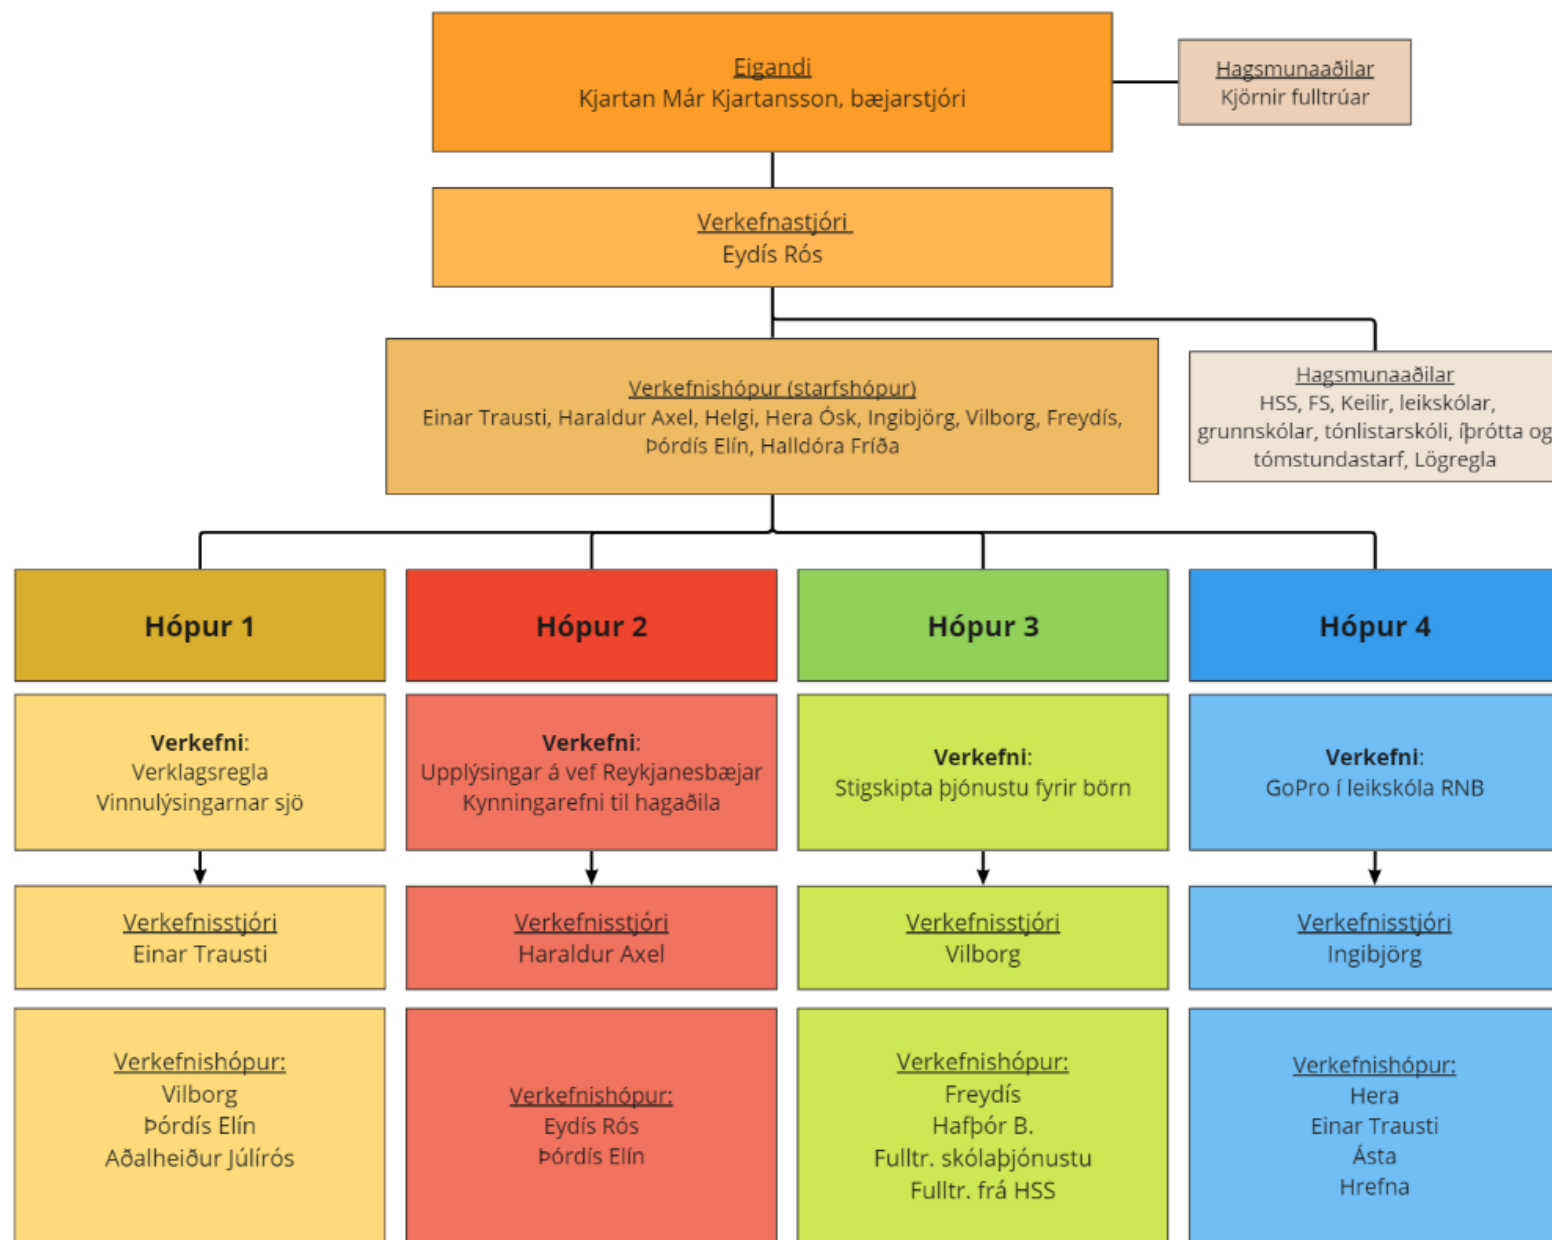 Eigandi
Kjartan Már Kjartansson, bæjarstjóri
Hagsmunaaðilar
Kjörnir fulltrúar
Verkefnastjóri
Eydís Rós
Verkefnishópur (starfshópur)
Einar Trausti, Haraldur Axel, Helgi, Hera Ósk, Ingibjörg, Vilborg, Freydís,
Þórdís Elín, Halldóra Fríða
Hagsmunaaðilar
HSS, FS, Keilir, leikskólar,
grunnskólar, tónlistarskóli, íþrótta og
tómstundastarf, Lögregla
Hópur 1
Verkefni:
Verklagsregla
Vinnulýsingarnar sjö
Verkefnisstjóri
Einar Trausti
Verkefnishópur:
Vilborg
Þórdís Elín
Aðalheiður Júlírós
Hópur 2
Verkefni:
Upplýsingar á vef Reykjanesbæjar
Kynningarefni til hagaðila
Verkefnisstjóri
Haraldur Axel
Verkefnishópur:
Eydís Rós
Þórdís Elín
Hópur 3
Verkefni:
Stigskipta þjónustu fyrir börn
Verkefnisstjóri
Vilborg
Verkefnishópur:
Freydís
Hafþór B.
Fulltr. skólaþjónustu
Fulltr. frá HSS
Hópur 4
Verkefni:
GoPro í leikskóla RNB
Verkefnisstjóri
Ingibjörg
Verkefnishópur:
Hera
Einar Trausti
Ásta
Hrefna